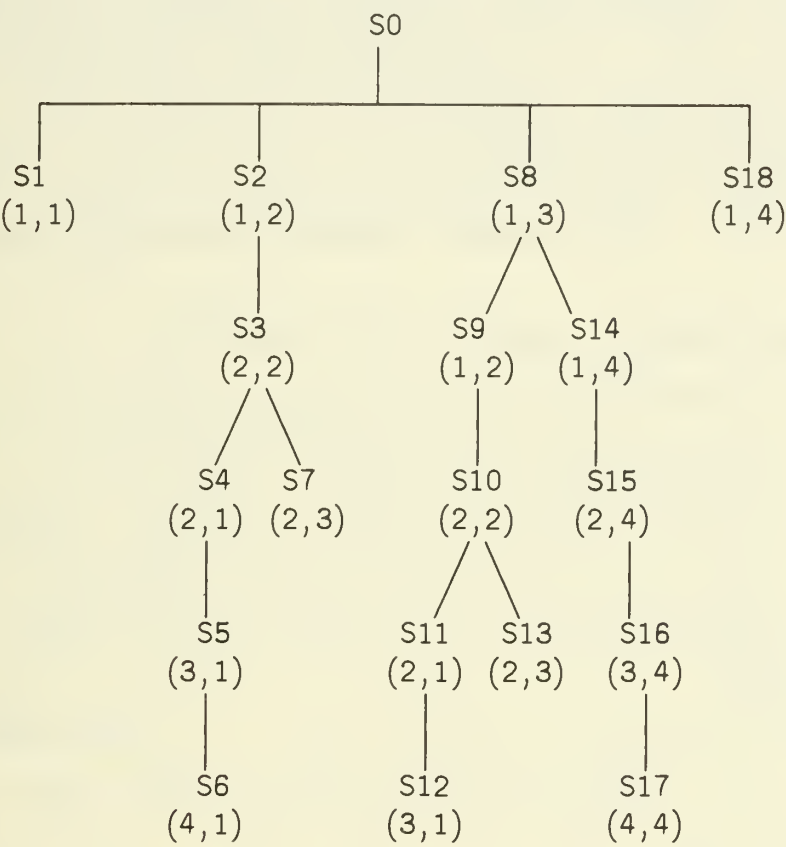 S0
S1 S2 S8 S18
(1,1) (1,2) (1,3) (1,4)
S3 S9 S14
(2,2) (1,2) (1,4)
S4 S7 S10 S15
(2,1) (2,3) (2,2) (2,4)
S5 S11 S13 S16
(3,1) (2,1) (2,3) (3,4)
S6 S12 S17
(4,1) (3,1) (4,4)